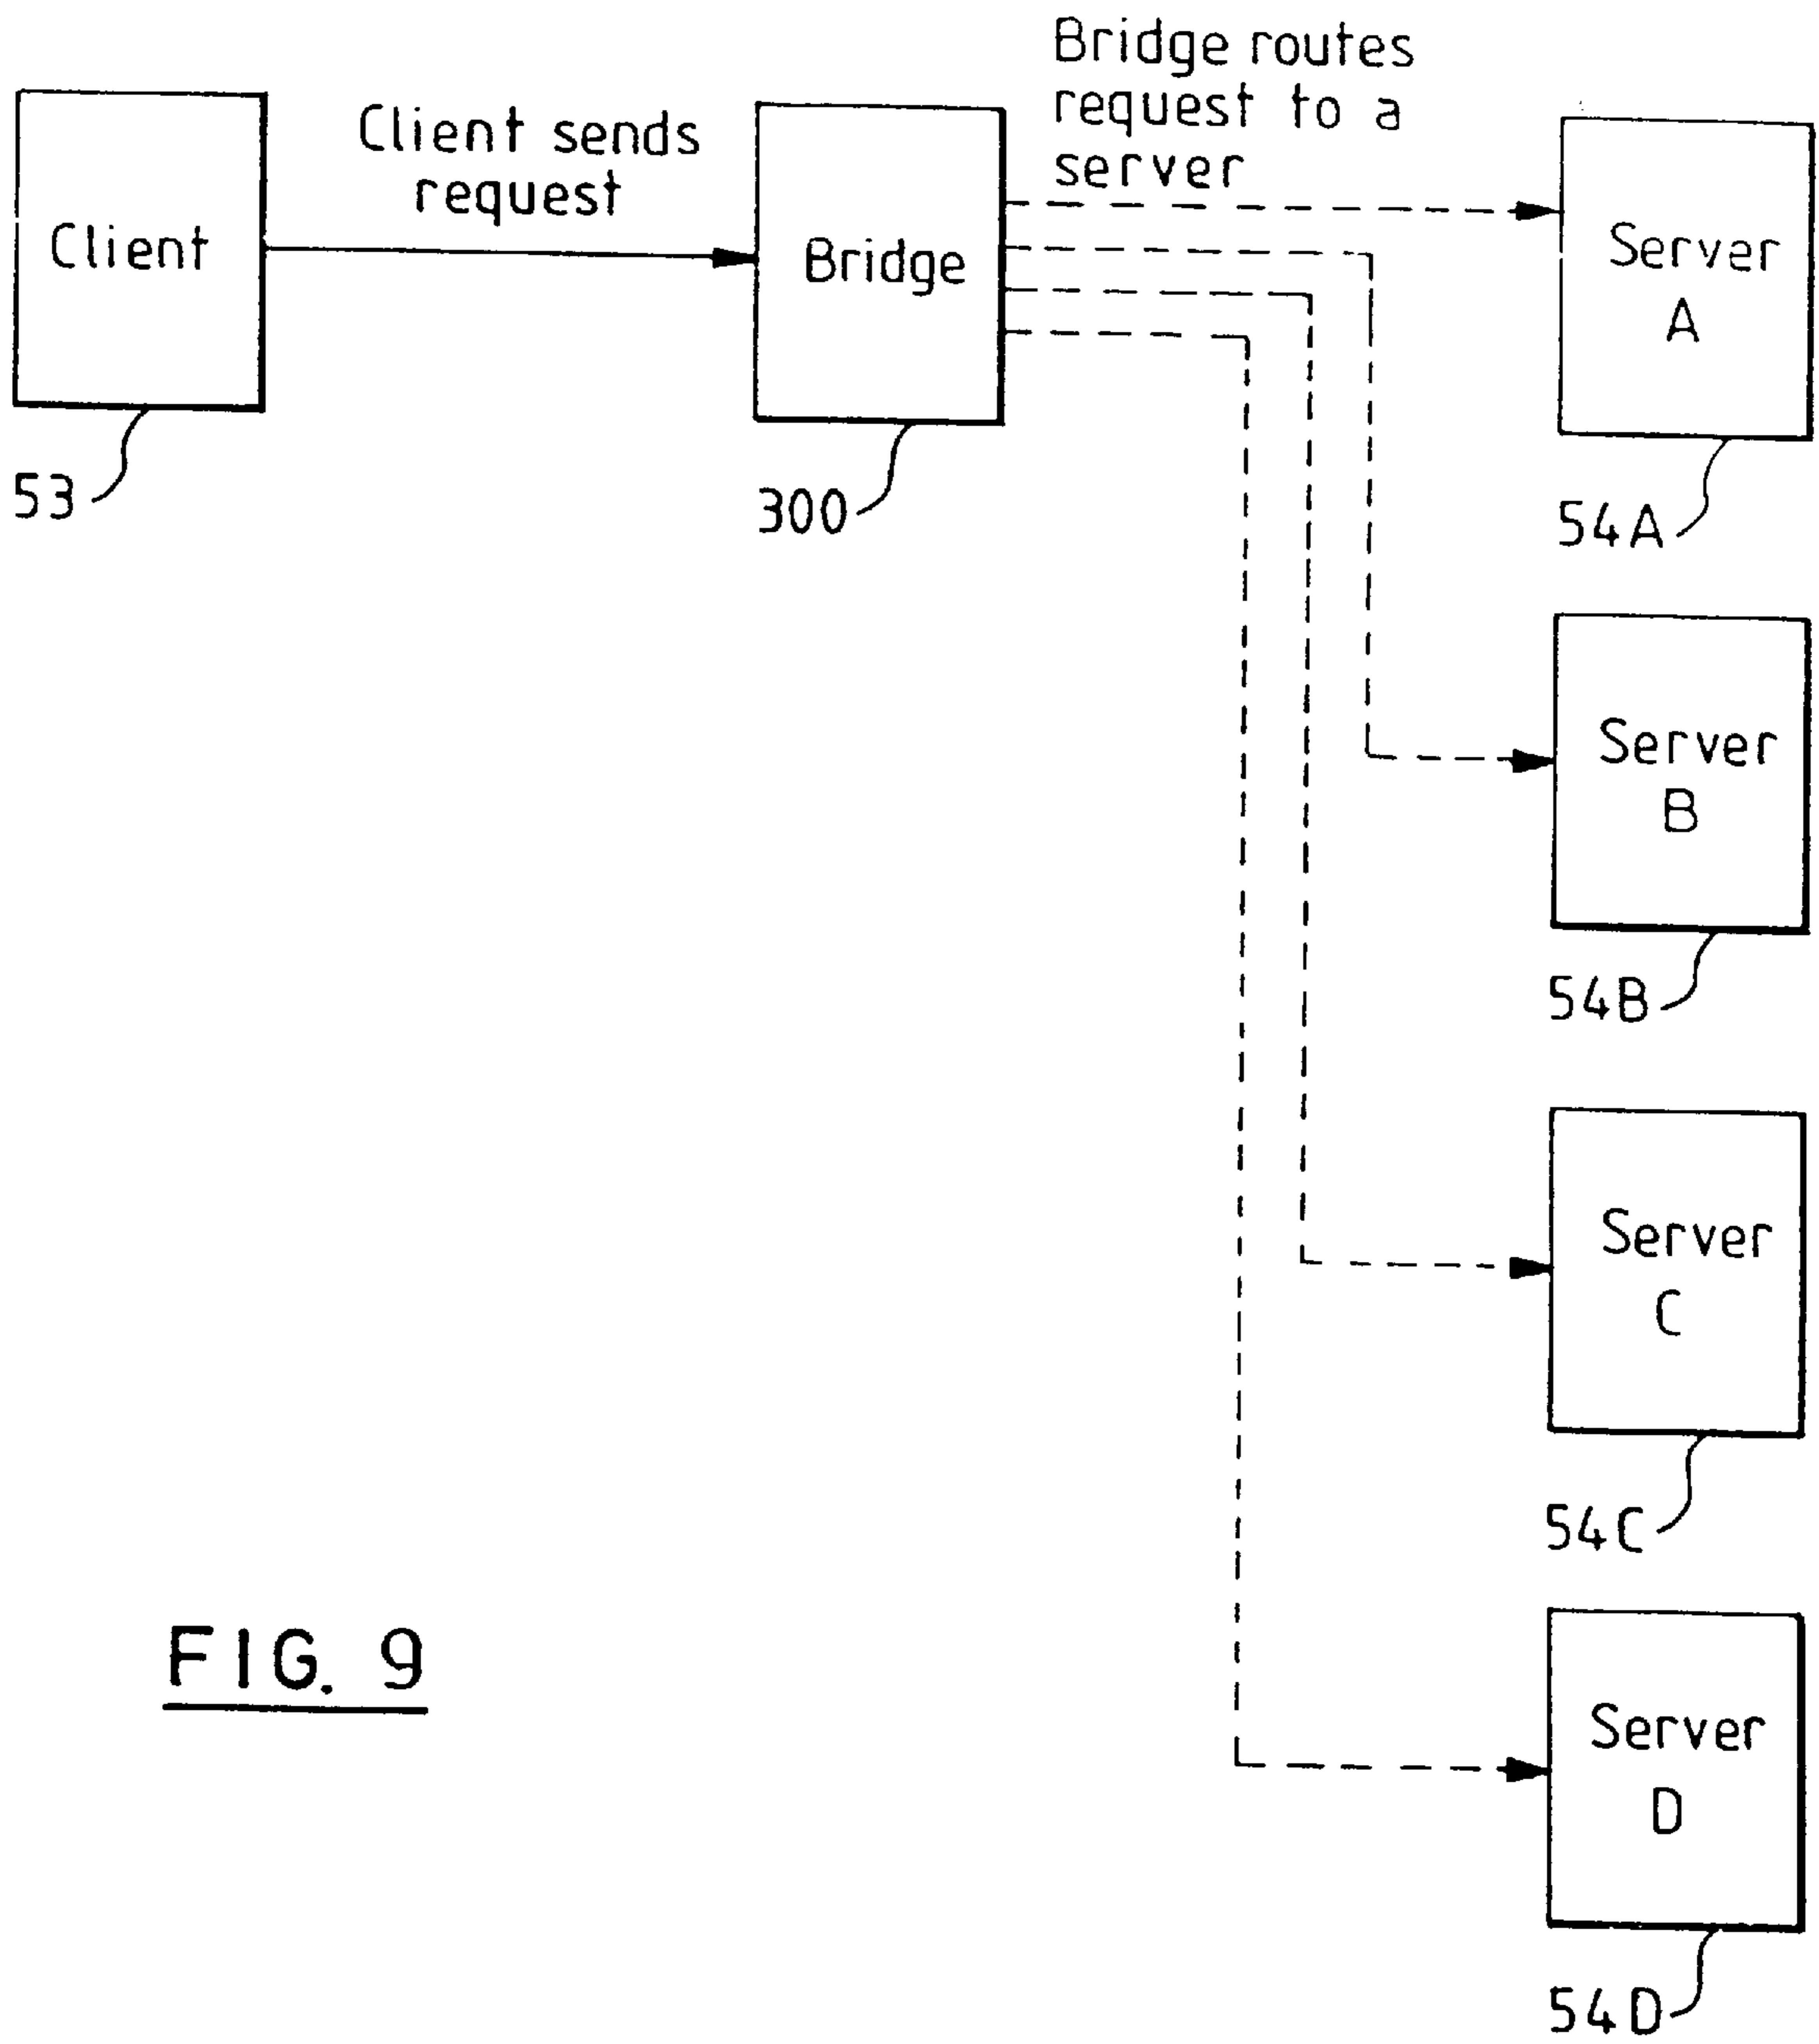 Bridge routes
request to a
server
Client sends
request
Client
Bridge
Server
A
53
300
54A
Server
B
54B
Server
C
54C
FIG. 9
Server
D
54D